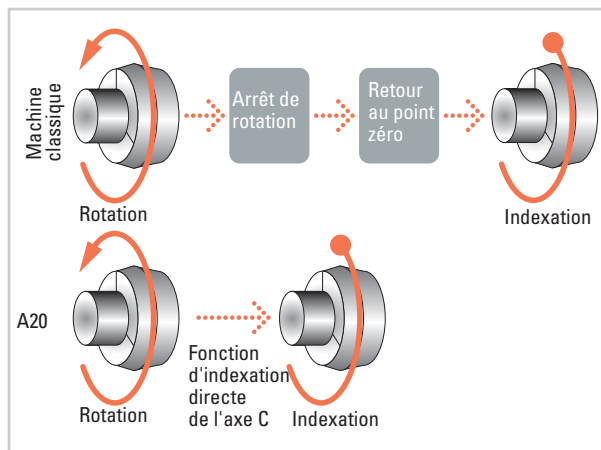 Machine
classique
Rotation
Arrêt de
rotation
Retour
au point
zéro
Indexation
A20
Rotation
Fonction
d'indexation
directe
de l'axe C
Indexation